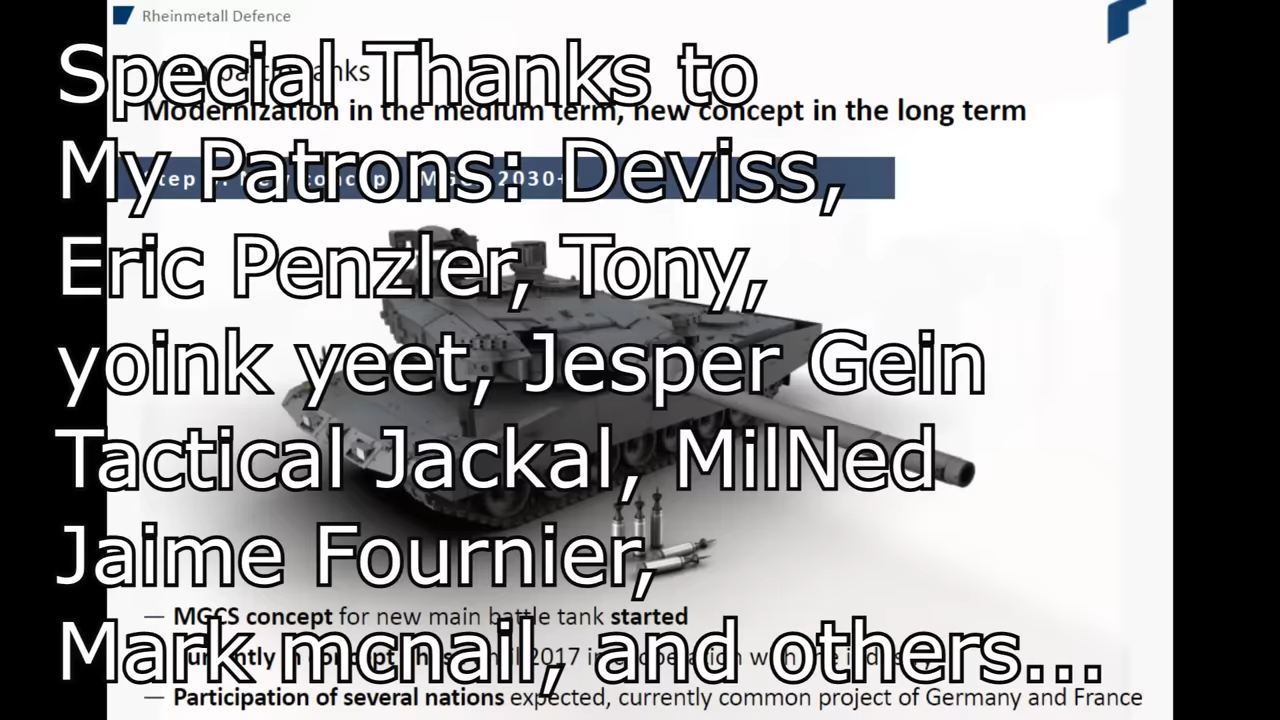 Rheinmetall Defence
Special Thanks to
Modernization in the medium term, new concept in the long term
My Patrons: Deviss,
2030+
Eric Penzler, Tony,
yoink yeet, Jesper Gein
Tactical Jackal, MilNed
Jaime Fournier,
— MGCS concept for new main battle tank started
Mark mcnail, and others...
— Participation of several nations expected, currently common project of Germany and France